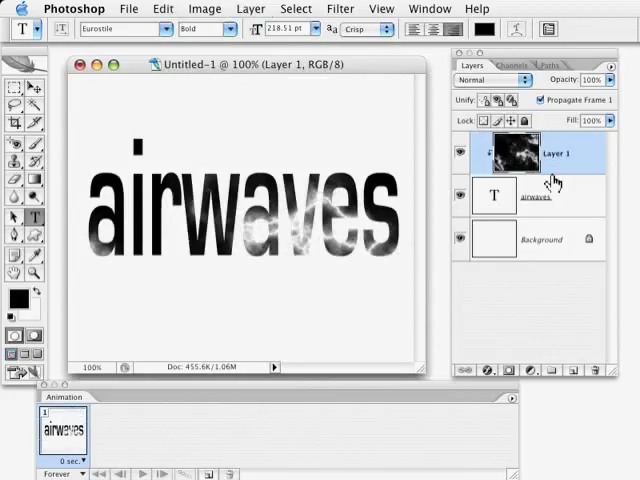 Photoshop File Edit Image Layer Select Filter View Window Help
T Eurostile Bold T 218.51 pt aa Crisp
Untitled-1 @ 100% (Layer 1, RGB/8)
Layers Channels Paths
Normal Opacity: 100%
Unify: Propagate Frame 1
Lock: Fill: 100%
Layer 1
T airwaves
Background
airwaves
100% Doc: 455.6K/1.06M
Animation
1
airwaves
0 sec.
Forever